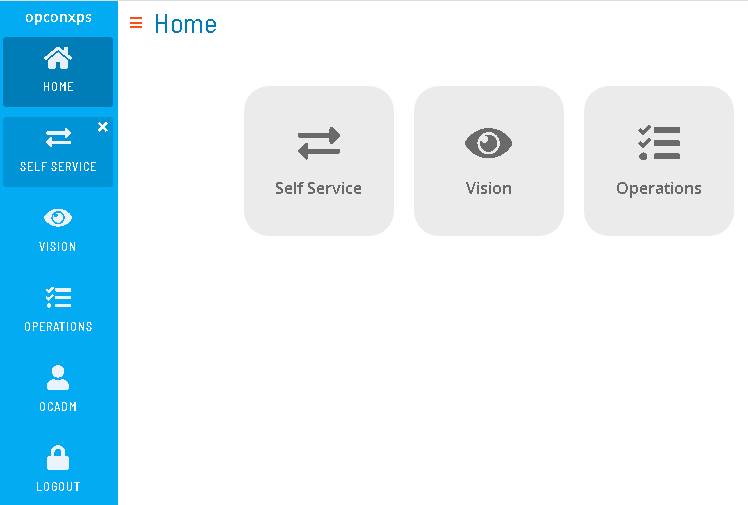 opconxps
Home
HOME
SELF SERVICE
VISION
OPERATIONS
OCADM
LOGOUT
Self Service
Vision
Operations